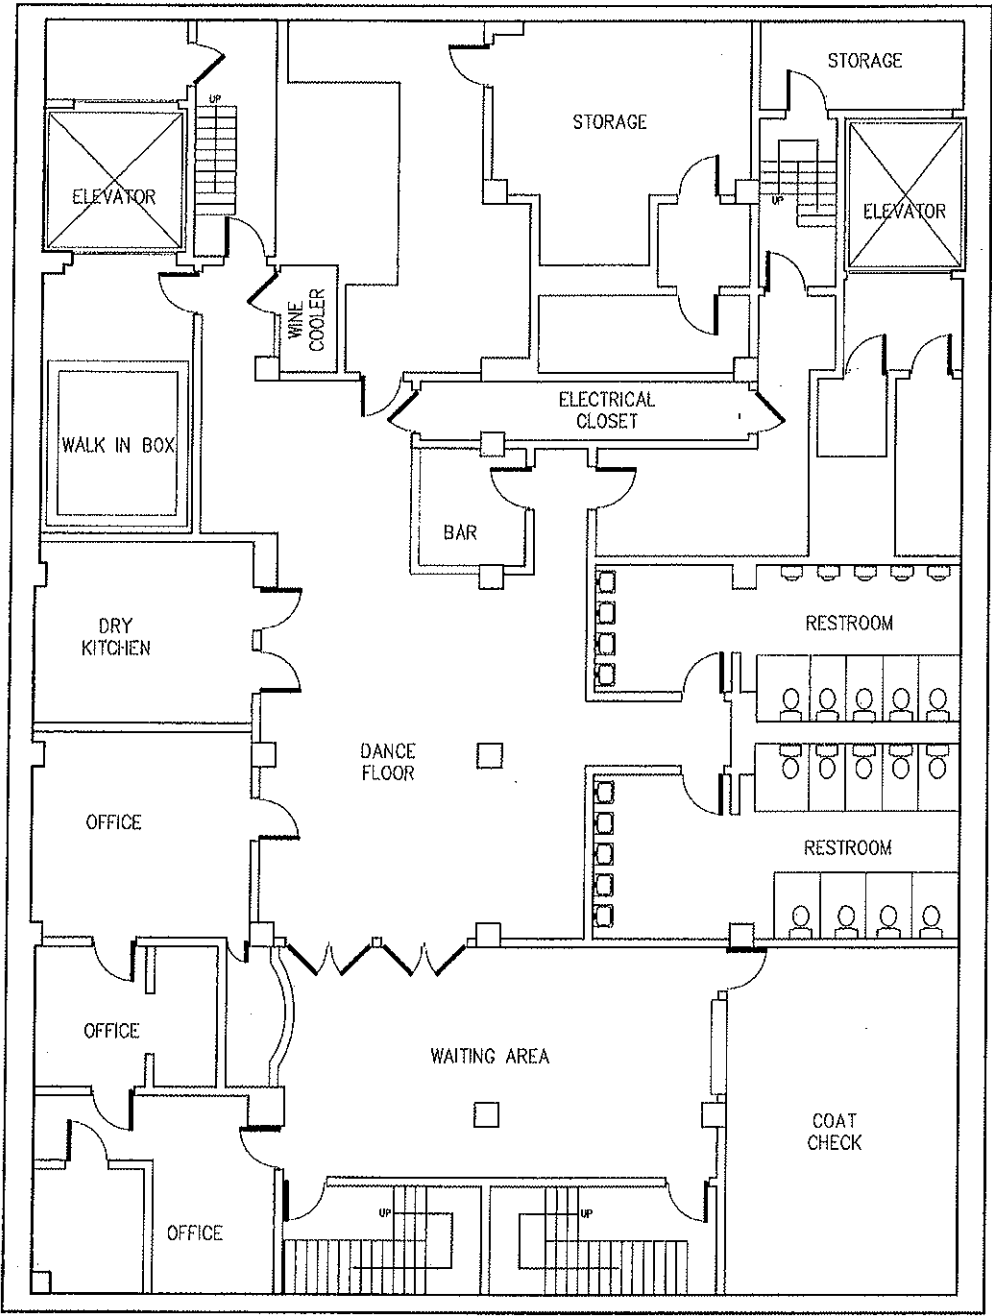 STORAGE
UP
STORAGE
ELEVATOR
UP
ELEVATOR
WINE
COOLER
ELECTRICAL
CLOSET
WALK IN BOX
BAR
DRY
KITCHEN
RESTROOM
DANCE
FLOOR
OFFICE
RESTROOM
OFFICE
WAITING AREA
COAT
CHECK
UP
UP
OFFICE